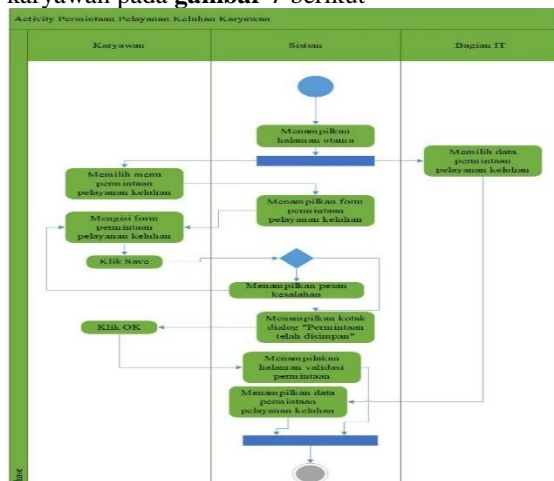 karyawan pada gambar 7 berikut
Activity Permintaan Pelayanan Keluhan Karyawan
Karyawan
Sistem
Bagian IT
Menampilkan
halaman utama
Memilih data
permintaan
pelayanan keluhan
Memilih menu
permintaan
pelayanan keluhan
Menampilkan form
permintaan
pelayanan keluhan
Mengisi form
permintaan
pelayanan keluhan
Klik Save
Menampilkan pesan
kesalahan
Menampilkan kotak
dialog "Permintaan
telah disimpan"
Klik OK
Menampilakan
halaman validasi
permintaan
Menampilkan data
permintaan
pelayanan keluhan